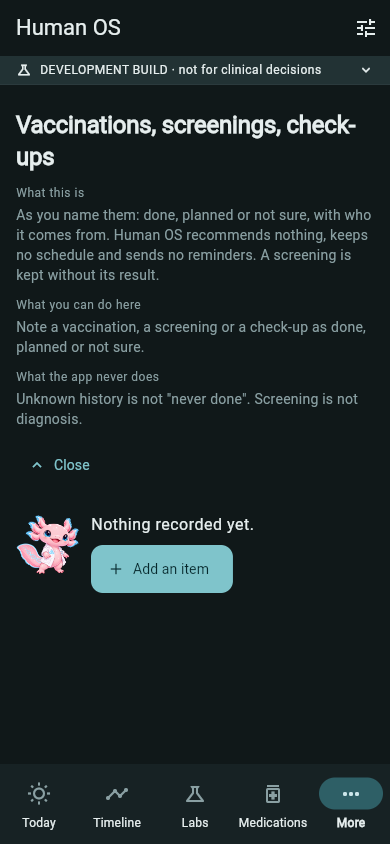 Human OS
DEVELOPMENT BUILD · not for clinical decisions
Vaccinations, screenings, check-
ups
What this is
As you name them: done, planned or not sure, with who
it comes from. Human OS recommends nothing, keeps
no schedule and sends no reminders. A screening is
kept without its result.
What you can do here
Note a vaccination, a screening or a check-up as done,
planned or not sure.
What the app never does
Unknown history is not "never done". Screening is not
diagnosis.
Close
Nothing recorded yet.
Add an item
Today
Timeline
Labs
Medications
More